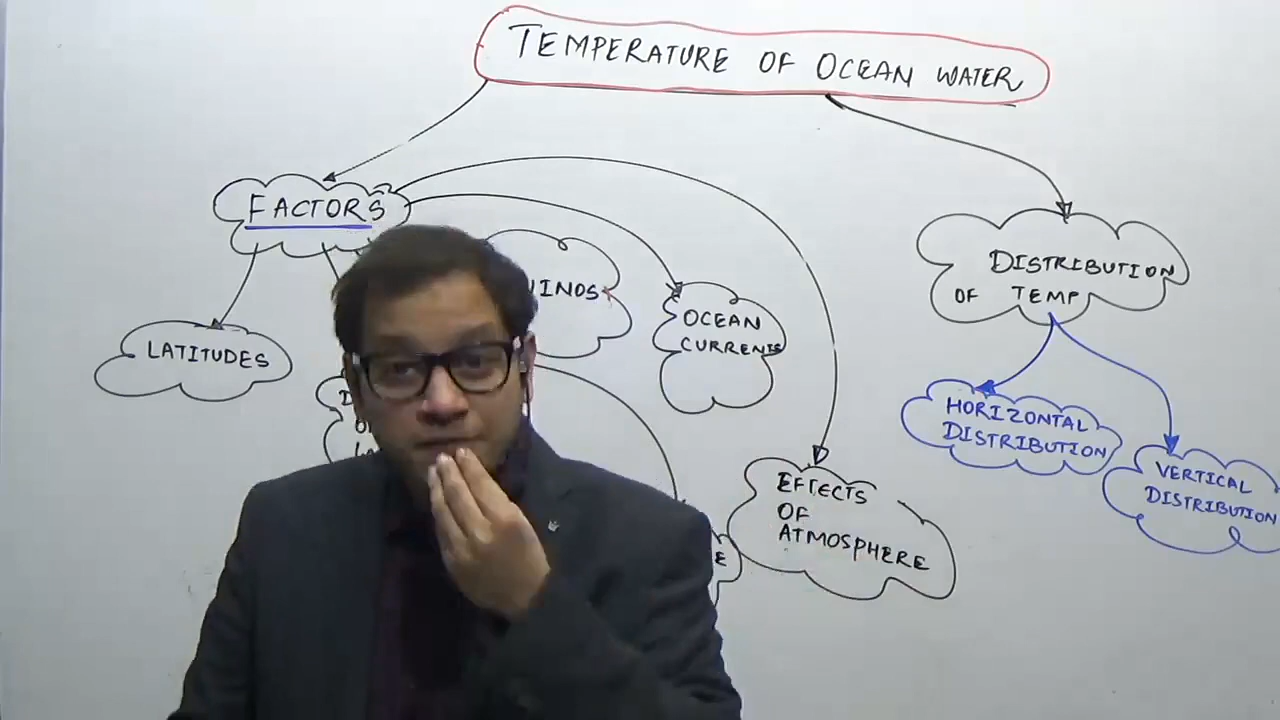 TEMPERATURE OF OCEAN WATER
FACTORS
LATITUDES
OCEAN
CURRENTS
EFFECTS
OF
ATMOSPHERE
DISTRIBUTION
OF TEMP
HORIZONTAL
DISTRIBUTION
VERTICAL
DISTRIBUTION